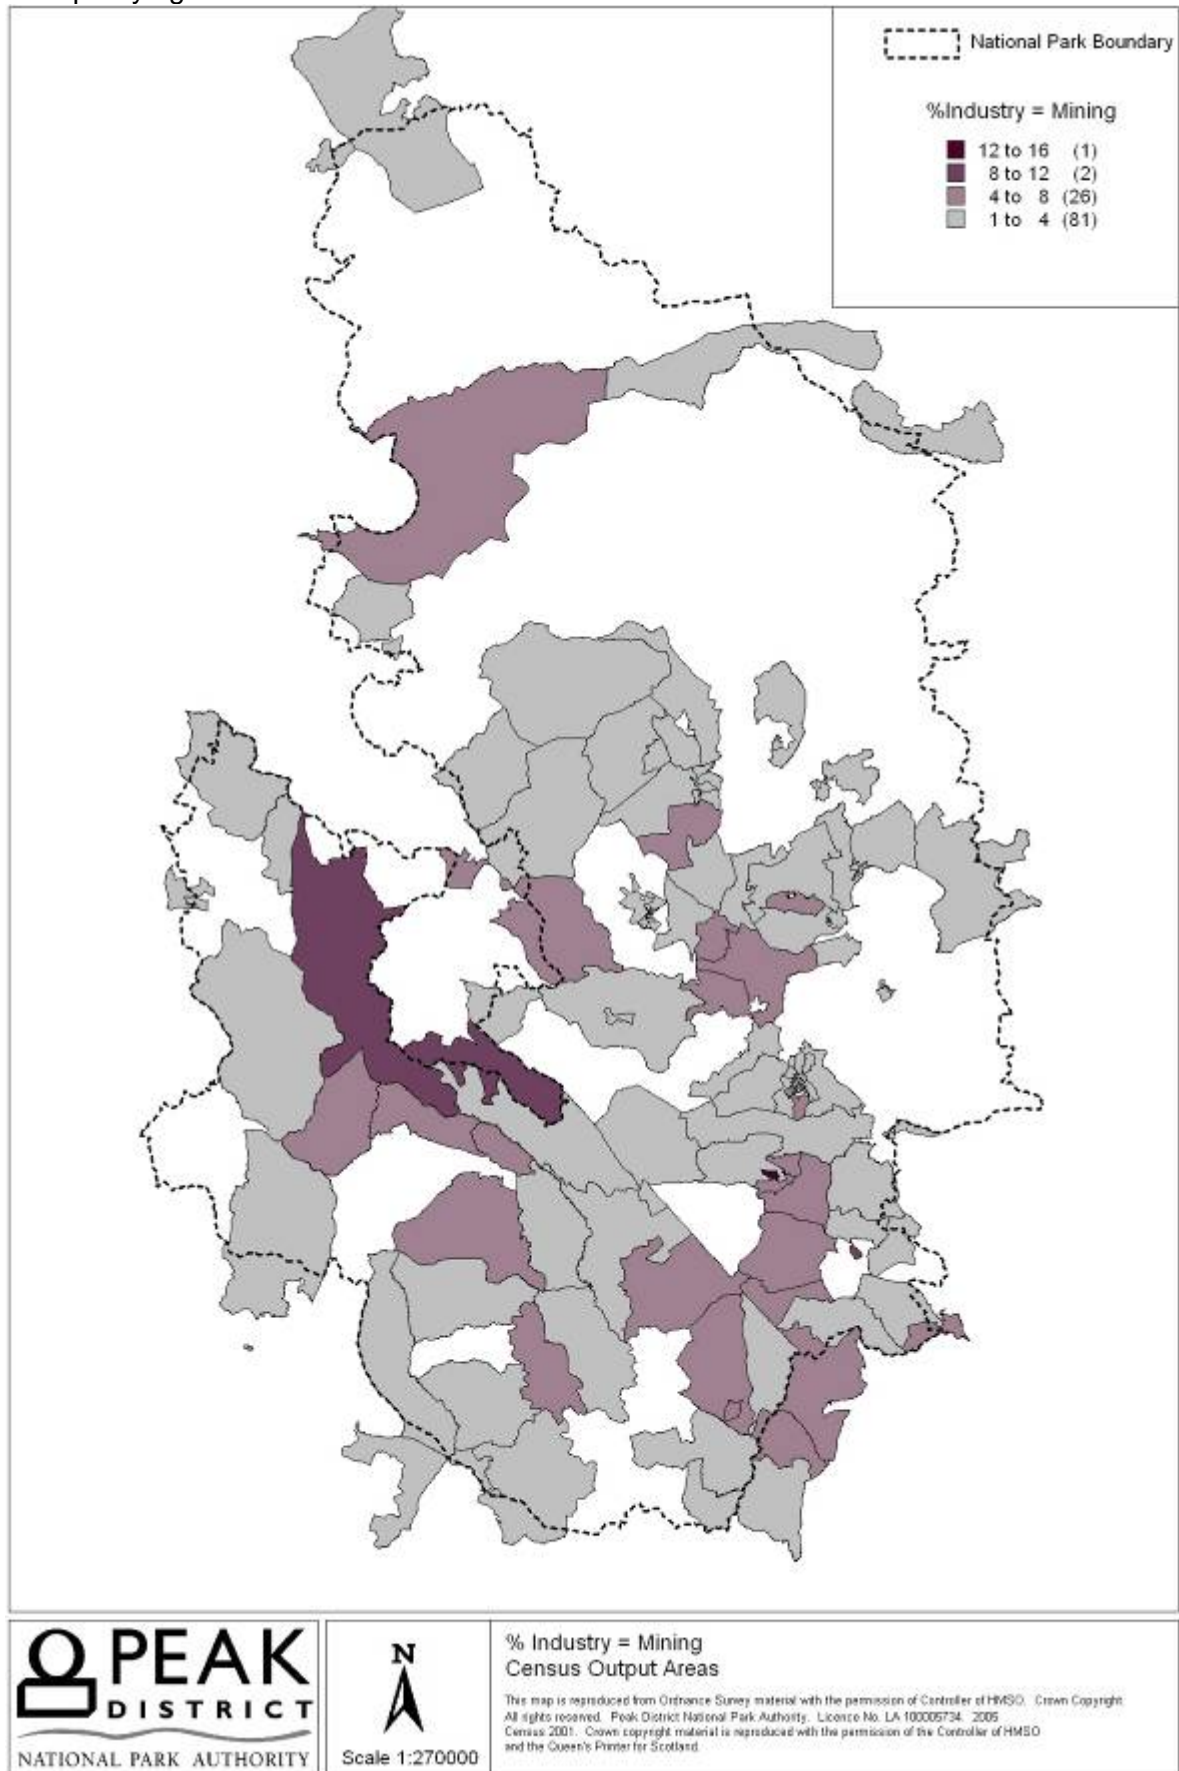 National Park Boundary
%Industry = Mining
12 to 16 (1)
8 to 12 (2)
4 to 8 (26)
1 to 4 (81)
PEAK
DISTRICT
NATIONAL PARK AUTHORITY
N
Scale 1:270000
% Industry = Mining
Census Output Areas
This map is reproduced from Ordnance Survey material with the permission of Controller of HMSO. Crown Copyright.
All rights reserved. Peak District National Park Authority. Licence No. LA 100005734. 2005
Census 2001. Crown copyright material is reproduced with the permission of the Controller of HMSO
and the Queen's Printer for Scotland.